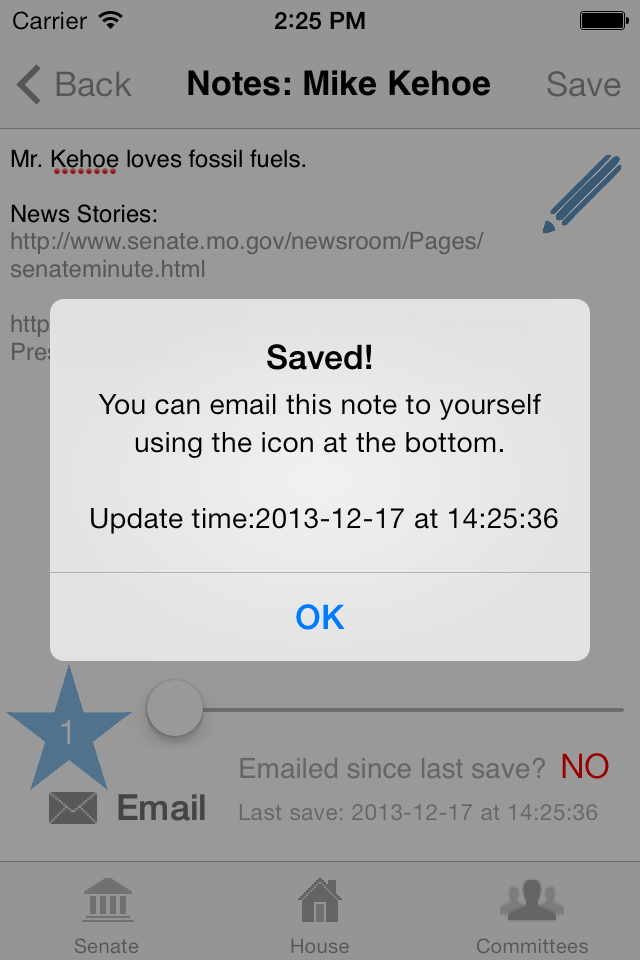 Carrier 2:25 PM
Back Notes: Mike Kehoe Save
Mr. Kehoe loves fossil fuels.
News Stories:
http://www.senate.mo.gov/newsroom/Pages/
senateminute.html
http
Pres
Saved!
You can email this note to yourself
using the icon at the bottom.
Update time:2013-12-17 at 14:25:36
OK
1
Emailed since last save? NO
Email Last save: 2013-12-17 at 14:25:36
Senate House Committees